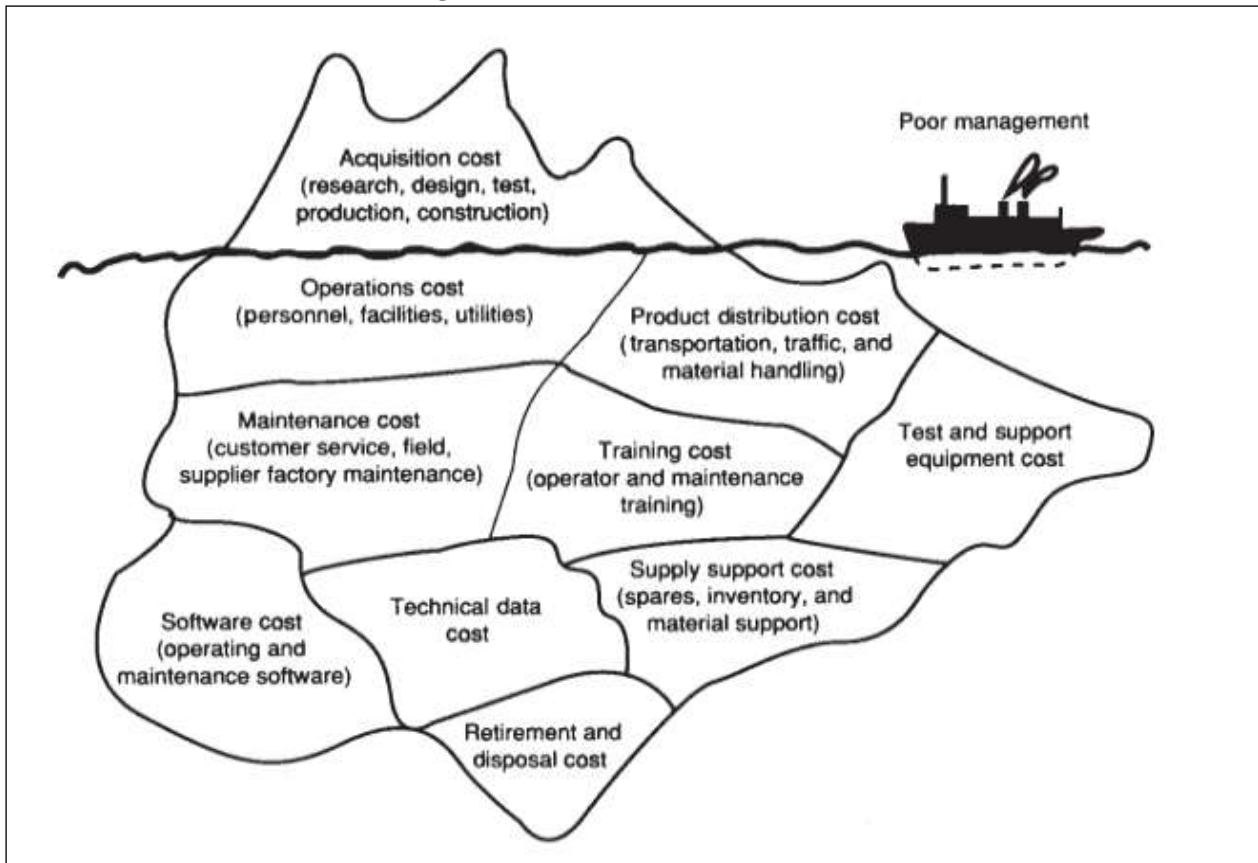 Poor management
Acquisition cost
(research, design, test,
production, construction)
Operations cost
(personnel, facilities, utilities)
Product distribution cost
(transportation, traffic, and
material handling)
Maintenance cost
(customer service, field,
supplier factory maintenance)
Training cost
(operator and maintenance
training)
Test and support
equipment cost
Software cost
(operating and
maintenance software)
Technical data
cost
Supply support cost
(spares, inventory, and
material support)
Retirement and
disposal cost